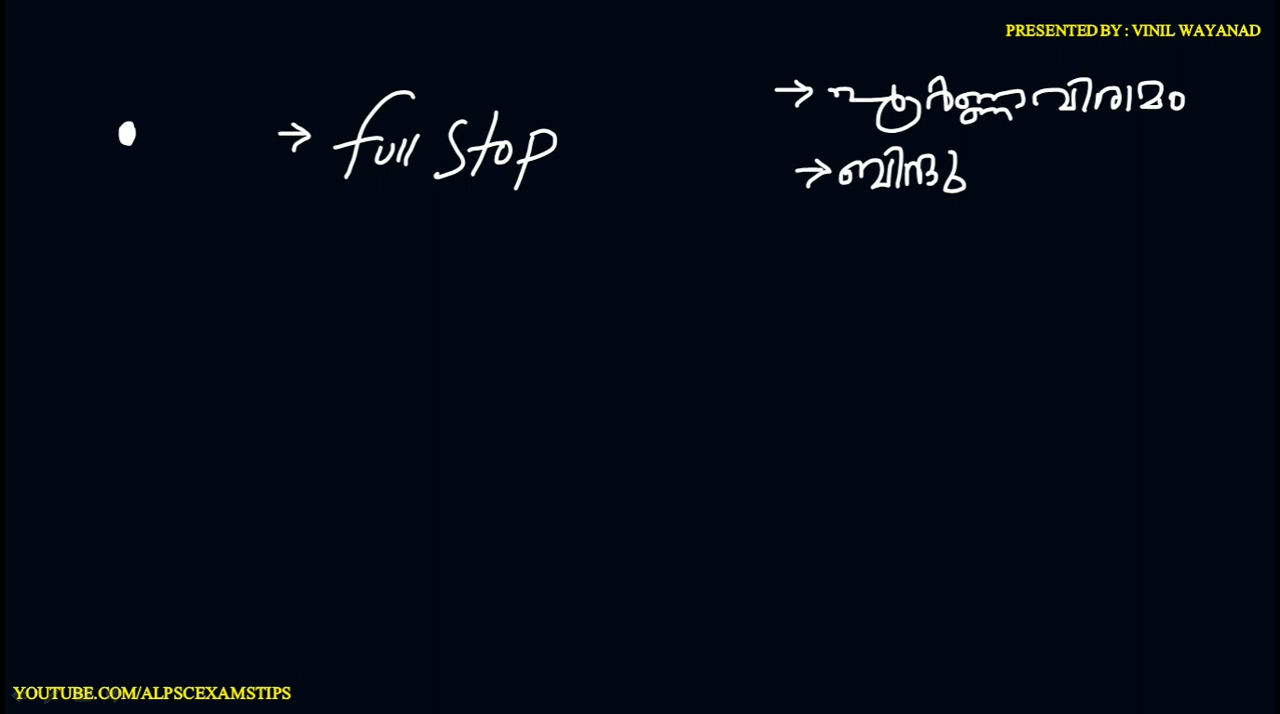 PRESENTED BY : VINIL WAYANAD
• → full stop → പൂർണ്ണവിരാമം
→ ബിന്ദു
YOUTUBE.COM/ALPSCEXAMSTIPS